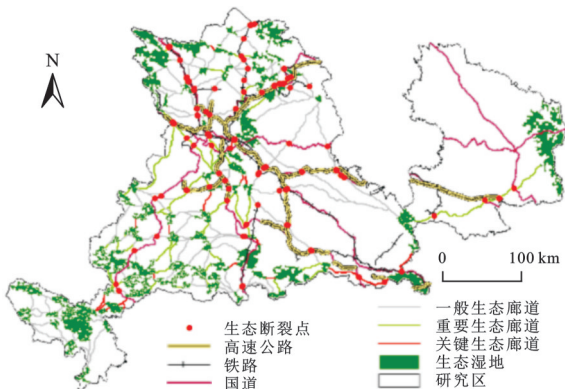 N
0 100 km
生态断裂点
高速公路
铁路
国道
一般生态廊道
重要生态廊道
关键生态廊道
生态湿地
研究区